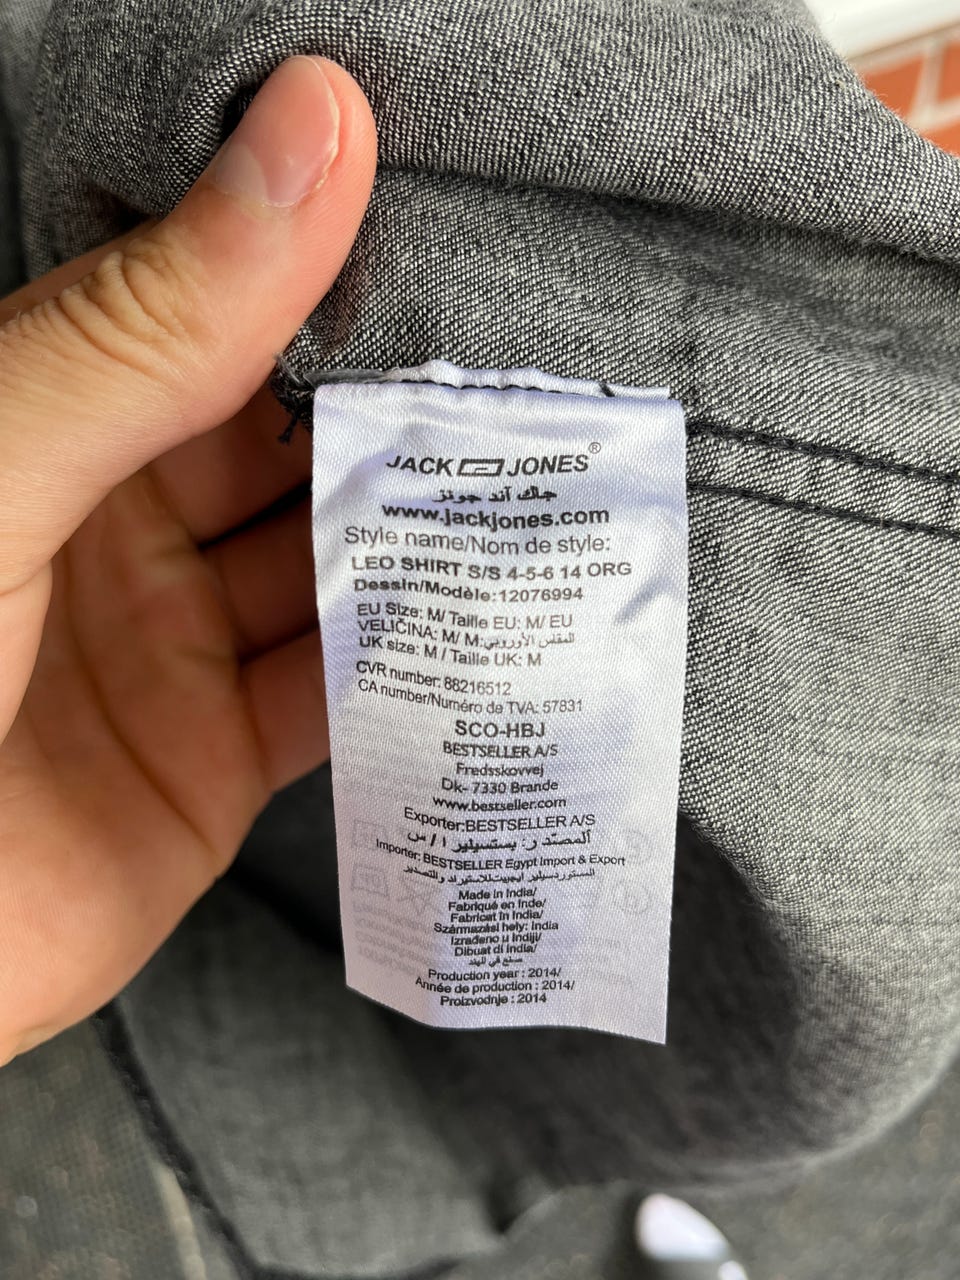 JACK JONES®
جاك آند جونز
www.jackjones.com
Style name/Nom de style:
LEO SHIRT S/S 4-5-6 14 ORG
Dessin/Modèle:12076994
EU Size: M/ Taille EU: M/ EU
VELIČINA: M/ M:المقاس الأوروبي
UK size: M / Taille UK: M
CVR number: 88216512
CA number/Numéro de TVA: 57831
SCO-HBJ
BESTSELLER A/S
Fredsskovvej
Dk- 7330 Brande
www.bestseller.com
Exporter:BESTSELLER A/S
المصدر: بستسيلير ا / س
Importer: BESTSELLER Egypt Import & Export
Made in India/
Fabriqué en Inde/
Fabricat în India/
Származási hely: India
Izrađeno u Indiji/
Dibuat di India/
صنع في الهند
Production year : 2014/
Année de production : 2014/
Proizvodnje : 2014